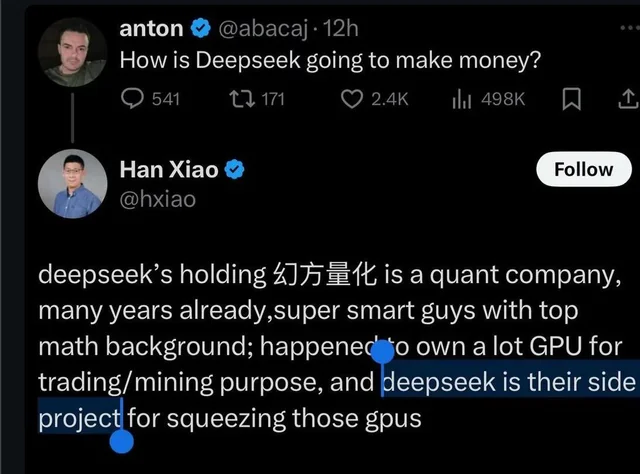 anton @abacaj · 12h
How is Deepseek going to make money?
541 171 2.4K 498K
Han Xiao
Follow
@hxiao
deepseek's holding 幻方量化 is a quant company,
many years already,super smart guys with top
math background; happened to own a lot GPU for
trading/mining purpose, and deepseek is their side
project for squeezing those gpus